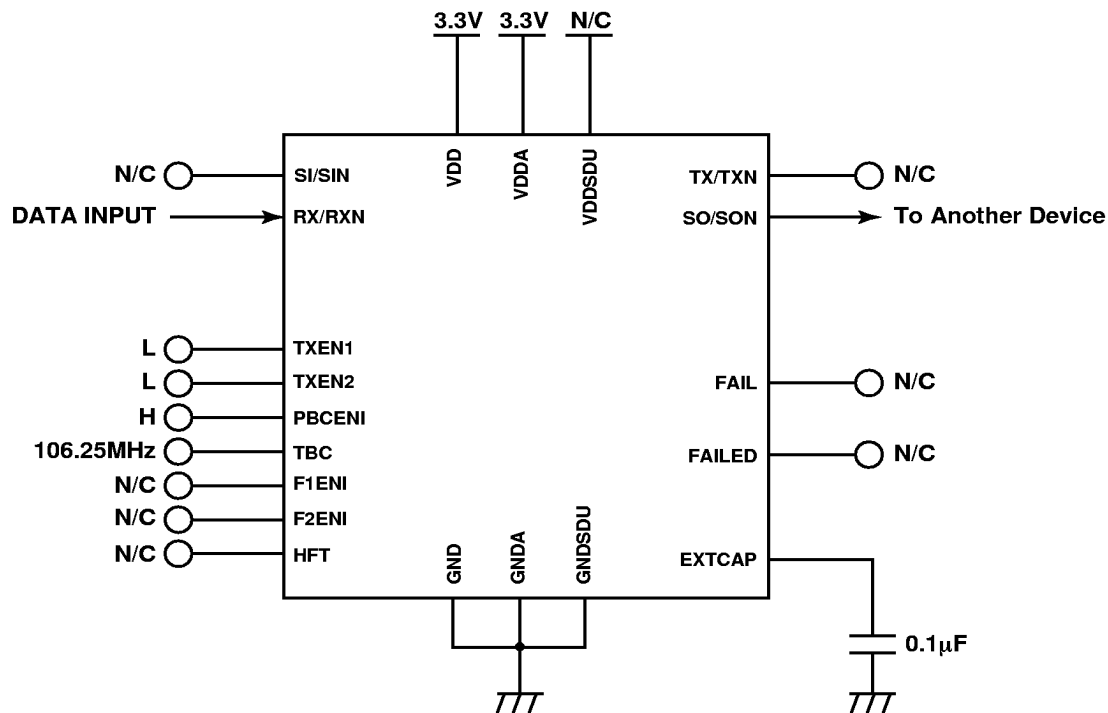 3.3V 3.3V N/C
VDD VDDA VDDSDU
N/C SI/SIN TX/TXN N/C
DATA INPUT RX/RXN SO/SON To Another Device
L TXEN1
L TXEN2 FAIL N/C
H PBCENI
106.25MHz TBC FAILED N/C
N/C F1ENI
N/C F2ENI
N/C HFT GND GNDA GNDSDU EXTCAP
0.1μF